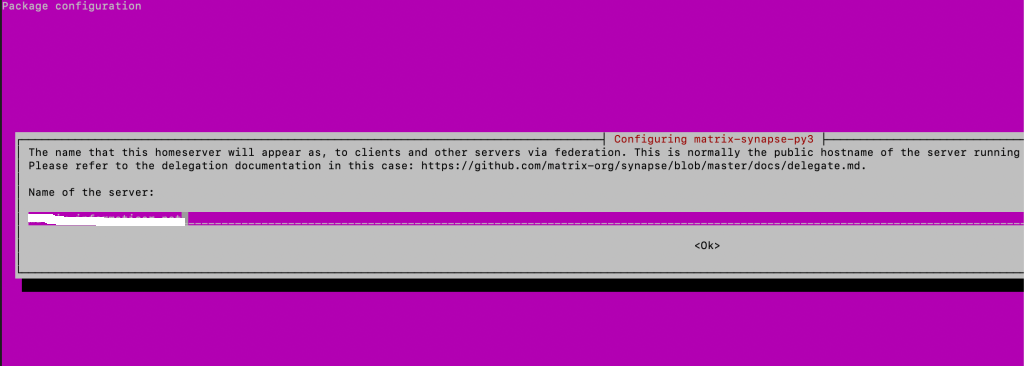 Package configuration
Configuring matrix-synapse-py3
The name that this homeserver will appear as, to clients and other servers via federation. This is normally the public hostname of the server running
Please refer to the delegation documentation in this case: https://github.com/matrix-org/synapse/blob/master/docs/delegate.md.
Name of the server:
<Ok>